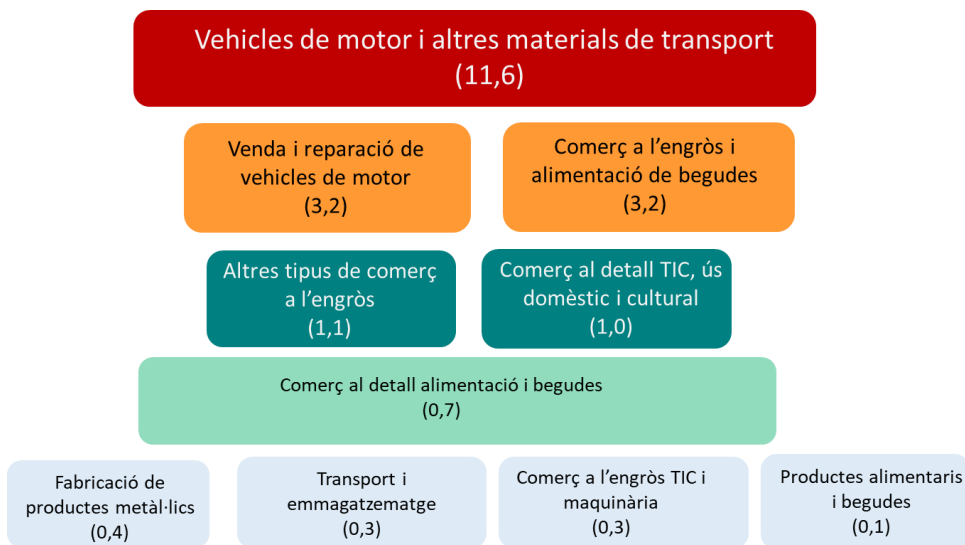 Vehicles de motor i altres materials de transport
(11,6)
Venda i reparació de
vehicles de motor
(3,2)
Comerç a l'engròs i
alimentació de begudes
(3,2)
Altres tipus de comerç
a l'engròs
(1,1)
Comerç al detall TIC, ús
domèstic i cultural
(1,0)
Comerç al detall alimentació i begudes
(0,7)
Fabricació de
productes metàl·lics
(0,4)
Transport i
emmagatzematge
(0,3)
Comerç a l'engròs TIC i
maquinària
(0,3)
Productes alimentaris
i begudes
(0,1)